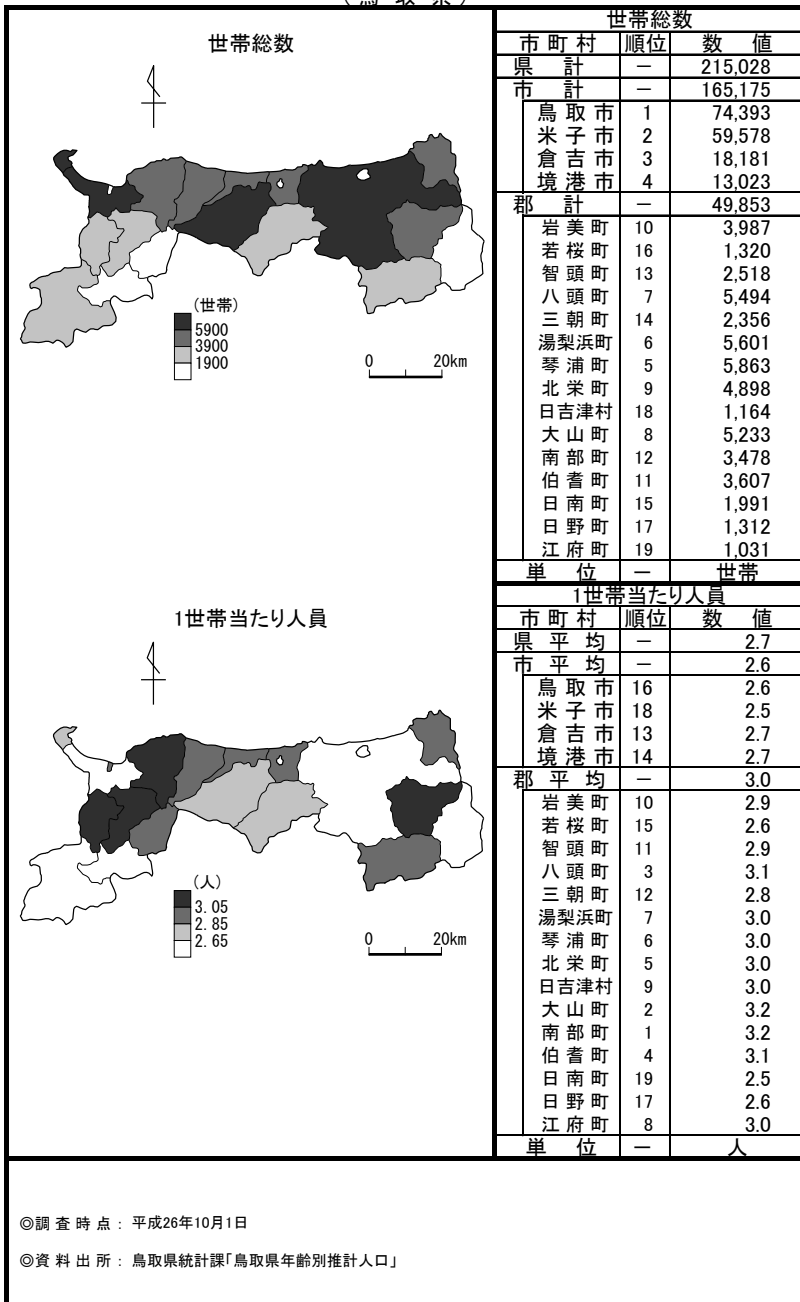 (鳥取県)
世帯総数
(世帯)
5900
3900
1900
0 20km
世帯総数
市町村 順位 数値
県計 － 215,028
市計 － 165,175
鳥取市 1 74,393
米子市 2 59,578
倉吉市 3 18,181
境港市 4 13,023
郡計 － 49,853
岩美町 10 3,987
若桜町 16 1,320
智頭町 13 2,518
八頭町 7 5,494
三朝町 14 2,356
湯梨浜町 6 5,601
琴浦町 5 5,863
北栄町 9 4,898
日吉津村 18 1,164
大山町 8 5,233
南部町 12 3,478
伯耆町 11 3,607
日南町 15 1,991
日野町 17 1,312
江府町 19 1,031
単位 － 世帯
1世帯当たり人員
(人)
3.05
2.85
2.65
0 20km
1世帯当たり人員
市町村 順位 数値
県平均 － 2.7
市平均 － 2.6
鳥取市 16 2.6
米子市 18 2.5
倉吉市 13 2.7
境港市 14 2.7
郡平均 － 3.0
岩美町 10 2.9
若桜町 15 2.6
智頭町 11 2.9
八頭町 3 3.1
三朝町 12 2.8
湯梨浜町 7 3.0
琴浦町 6 3.0
北栄町 5 3.0
日吉津村 9 3.0
大山町 2 3.2
南部町 1 3.2
伯耆町 4 3.1
日南町 19 2.5
日野町 17 2.6
江府町 8 3.0
単位 － 人
◎調査時点：平成26年10月1日
◎資料出所：鳥取県統計課「鳥取県年齢別推計人口」